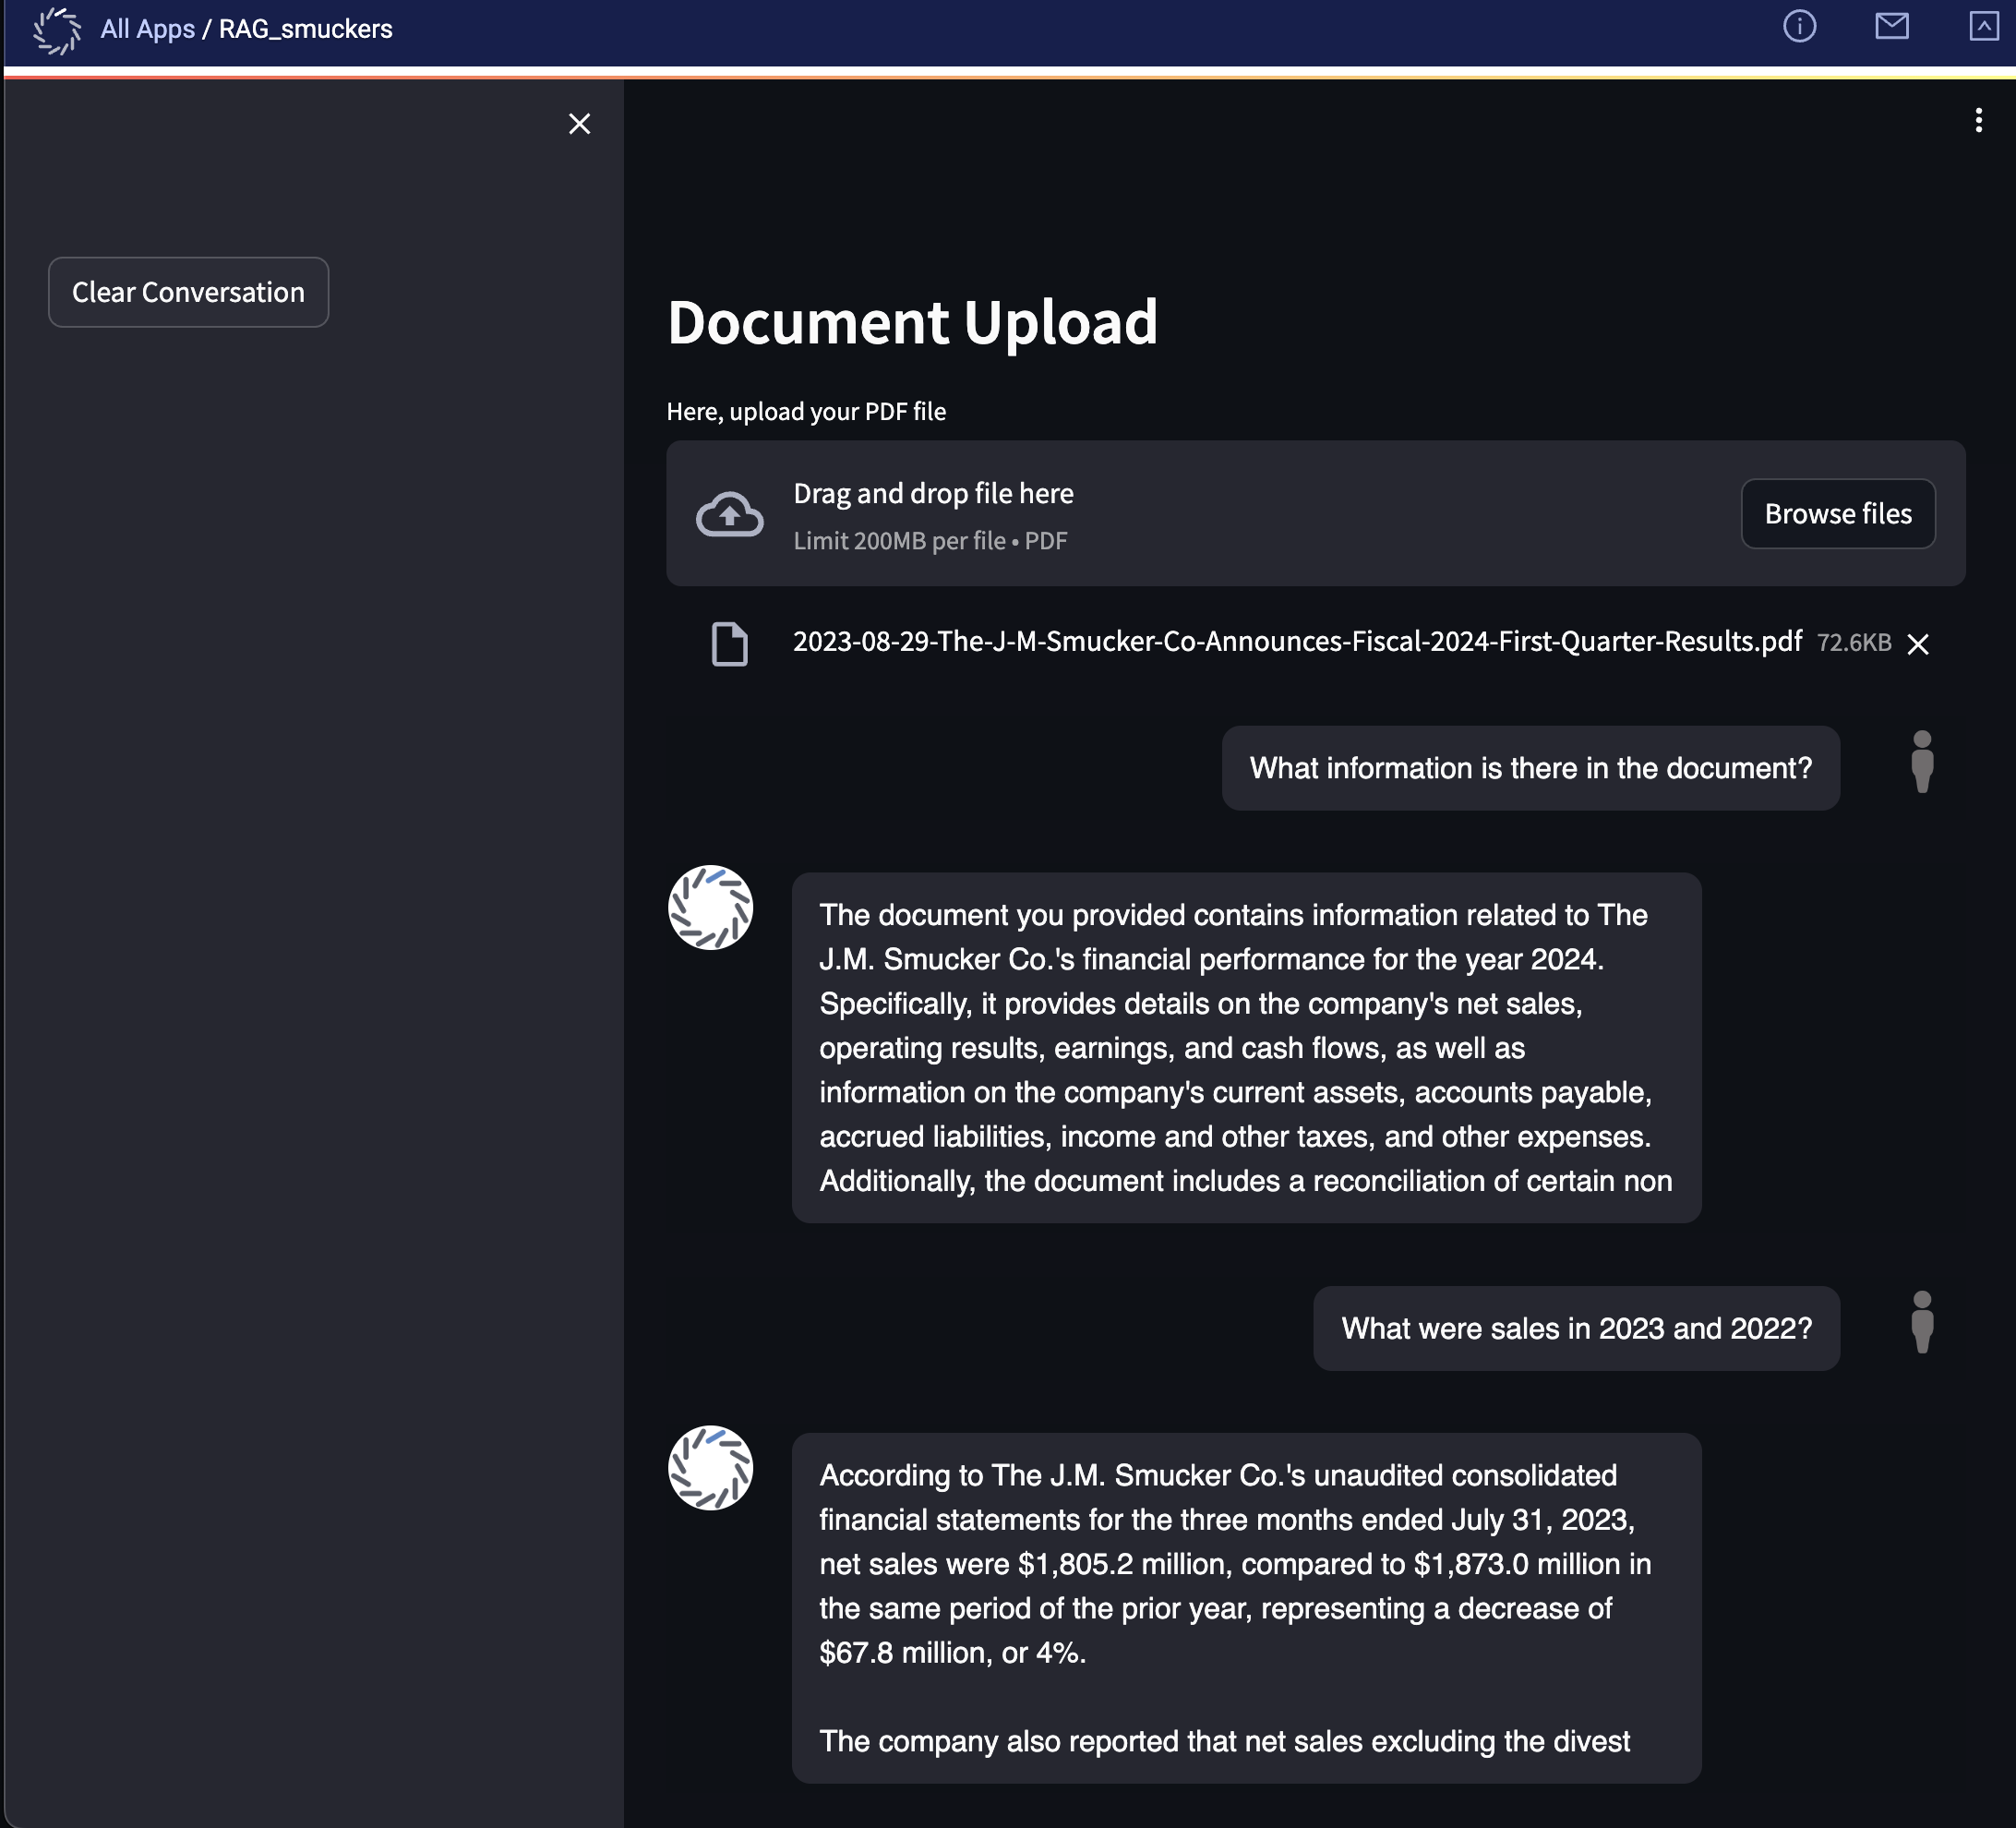 All Apps / RAG_smuckers
Clear Conversation
Document Upload
Here, upload your PDF file
Drag and drop file here
Limit 200MB per file • PDF
Browse files
2023-08-29-The-J-M-Smucker-Co-Announces-Fiscal-2024-First-Quarter-Results.pdf 72.6KB
What information is there in the document?
The document you provided contains information related to The
J.M. Smucker Co.'s financial performance for the year 2024.
Specifically, it provides details on the company's net sales,
operating results, earnings, and cash flows, as well as
information on the company's current assets, accounts payable,
accrued liabilities, income and other taxes, and other expenses.
Additionally, the document includes a reconciliation of certain non
What were sales in 2023 and 2022?
According to The J.M. Smucker Co.'s unaudited consolidated
financial statements for the three months ended July 31, 2023,
net sales were $1,805.2 million, compared to $1,873.0 million in
the same period of the prior year, representing a decrease of
$67.8 million, or 4%.
The company also reported that net sales excluding the divest